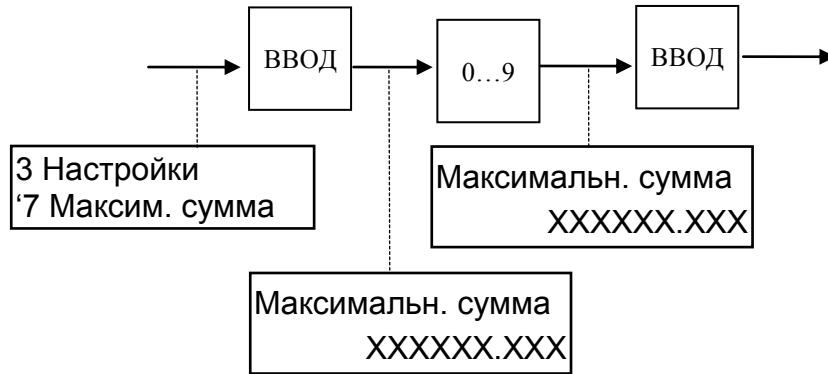 ВВОД
0…9
ВВОД
3 Настройки
‘7 Максим. сумма
Максимальн. сумма
XXXXXX.XXX
Максимальн. сумма
XXXXXX.XXX